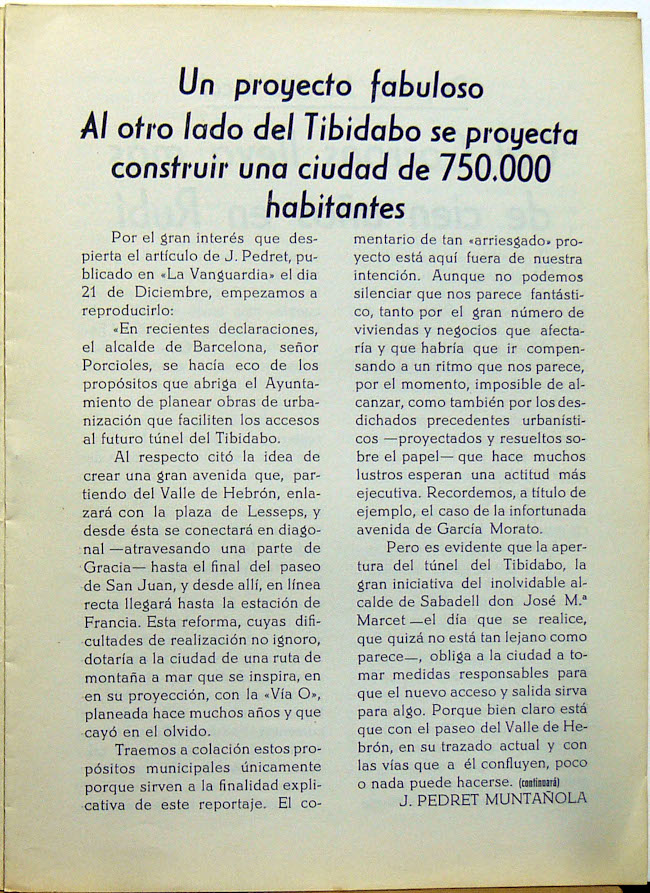 Un proyecto fabuloso
Al otro lado del Tibidabo se proyecta
construir una ciudad de 750.000
habitantes
Por el gran interés que des-
pierta el artículo de J. Pedret, pu-
blicado en «La Vanguardia» el dia
21 de Diciembre, empezamos a
reproducirlo:
«En recientes declaraciones,
el alcalde de Barcelona, señor
Porcioles, se hacía eco de los
propósitos que abriga el Ayunta-
miento de planear obras de urba-
nización que faciliten los accesos
al futuro túnel del Tibidabo.
Al respecto citó la idea de
crear una gran avenida que, par-
tiendo del Valle de Hebrón, enla-
zará con la plaza de Lesseps, y
desde ésta se conectará en diago-
nal —atravesando una parte de
Gracia— hasta el final del paseo
de San Juan, y desde allí, en línea
recta llegará hasta la estación de
Francia. Esta reforma, cuyas difi-
cultades de realización no ignoro,
dotaría a la ciudad de una ruta de
montaña a mar que se inspira, en
en su proyección, con la «Vía O»,
planeada hace muchos años y que
cayó en el olvido.
Traemos a colación estos pro-
pósitos municipales únicamente
porque sirven a la finalidad expli-
cativa de este reportaje. El co-
mentario de tan «arriesgado» pro-
yecto está aquí fuera de nuestra
intención. Aunque no podemos
silenciar que nos parece fantásti-
co, tanto por el gran número de
viviendas y negocios que afecta-
ría y que habría que ir compen-
sando a un ritmo que nos parece,
por el momento, imposible de al-
canzar, como también por los des-
dichados precedentes urbanísti-
cos —proyectados y resueltos so-
bre el papel— que hace muchos
lustros esperan una actitud más
ejecutiva. Recordemos, a título de
ejemplo, el caso de la infortunada
avenida de García Morato.
Pero es evidente que la aper-
tura del túnel del Tibidabo, la
gran iniciativa del inolvidable al-
calde de Sabadell don José M.ª
Marcet —el día que se realice,
que quizá no está tan lejano como
parece—, obliga a la ciudad a to-
mar medidas responsables para
que el nuevo acceso y salida sirva
para algo. Porque bien claro está
que con el paseo del Valle de He-
brón, en su trazado actual y con
las vías que a él confluyen, poco
o nada puede hacerse. (continuará)
J. PEDRET MUNTAÑOLA